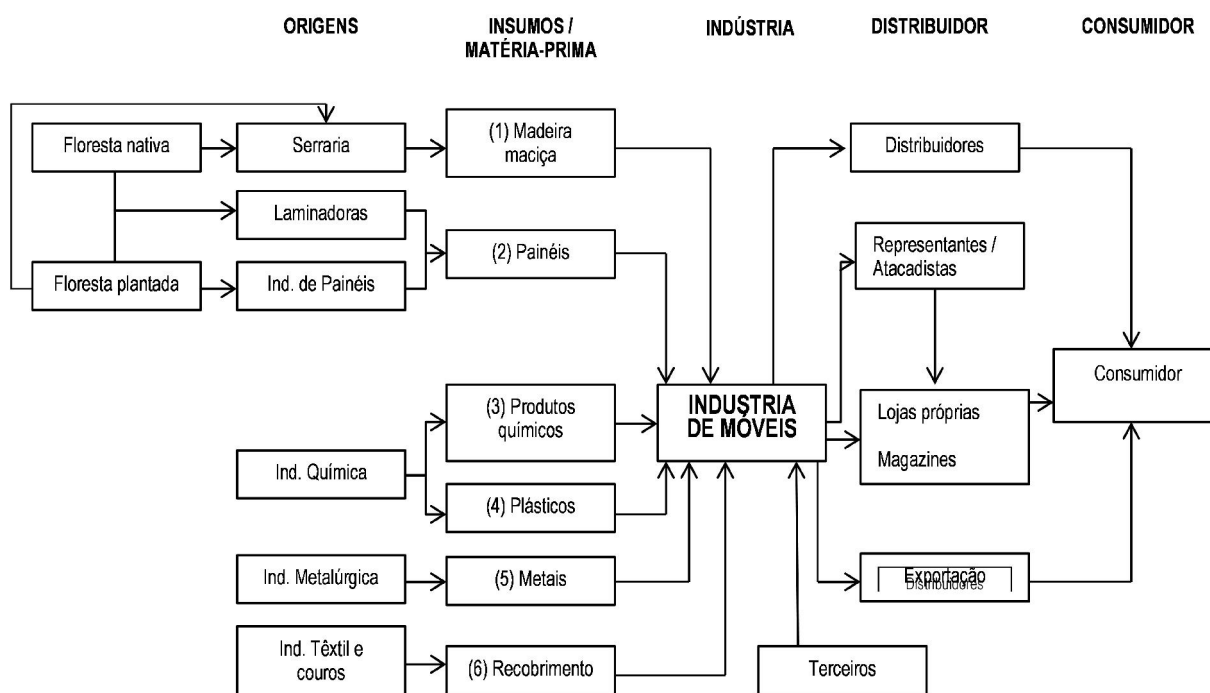 ORIGENS
INSUMOS /
MATÉRIA-PRIMA
INDÚSTRIA
DISTRIBUIDOR
CONSUMIDOR
Floresta nativa
Serraria
(1) Madeira
maciça
Distribuidores
Laminadoras
(2) Painéis
Representantes /
Atacadistas
Floresta plantada
Ind. de Painéis
Consumidor
(3) Produtos
químicos
INDUSTRIA
DE MÓVEIS
Lojas próprias
Magazines
Ind. Química
(4) Plásticos
Ind. Metalúrgica
(5) Metais
Exportação
Distribuidores
Ind. Têxtil e
couros
(6) Recobrimento
Terceiros